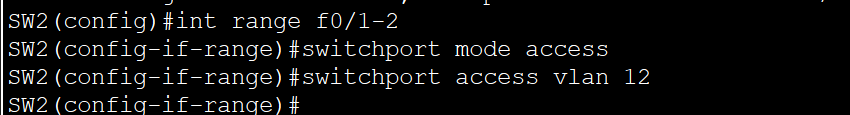 SW2(config)#int range f0/1-2
SW2(config-if-range)#switchport mode access
SW2(config-if-range)#switchport access vlan 12
SW2(config-if-range)#